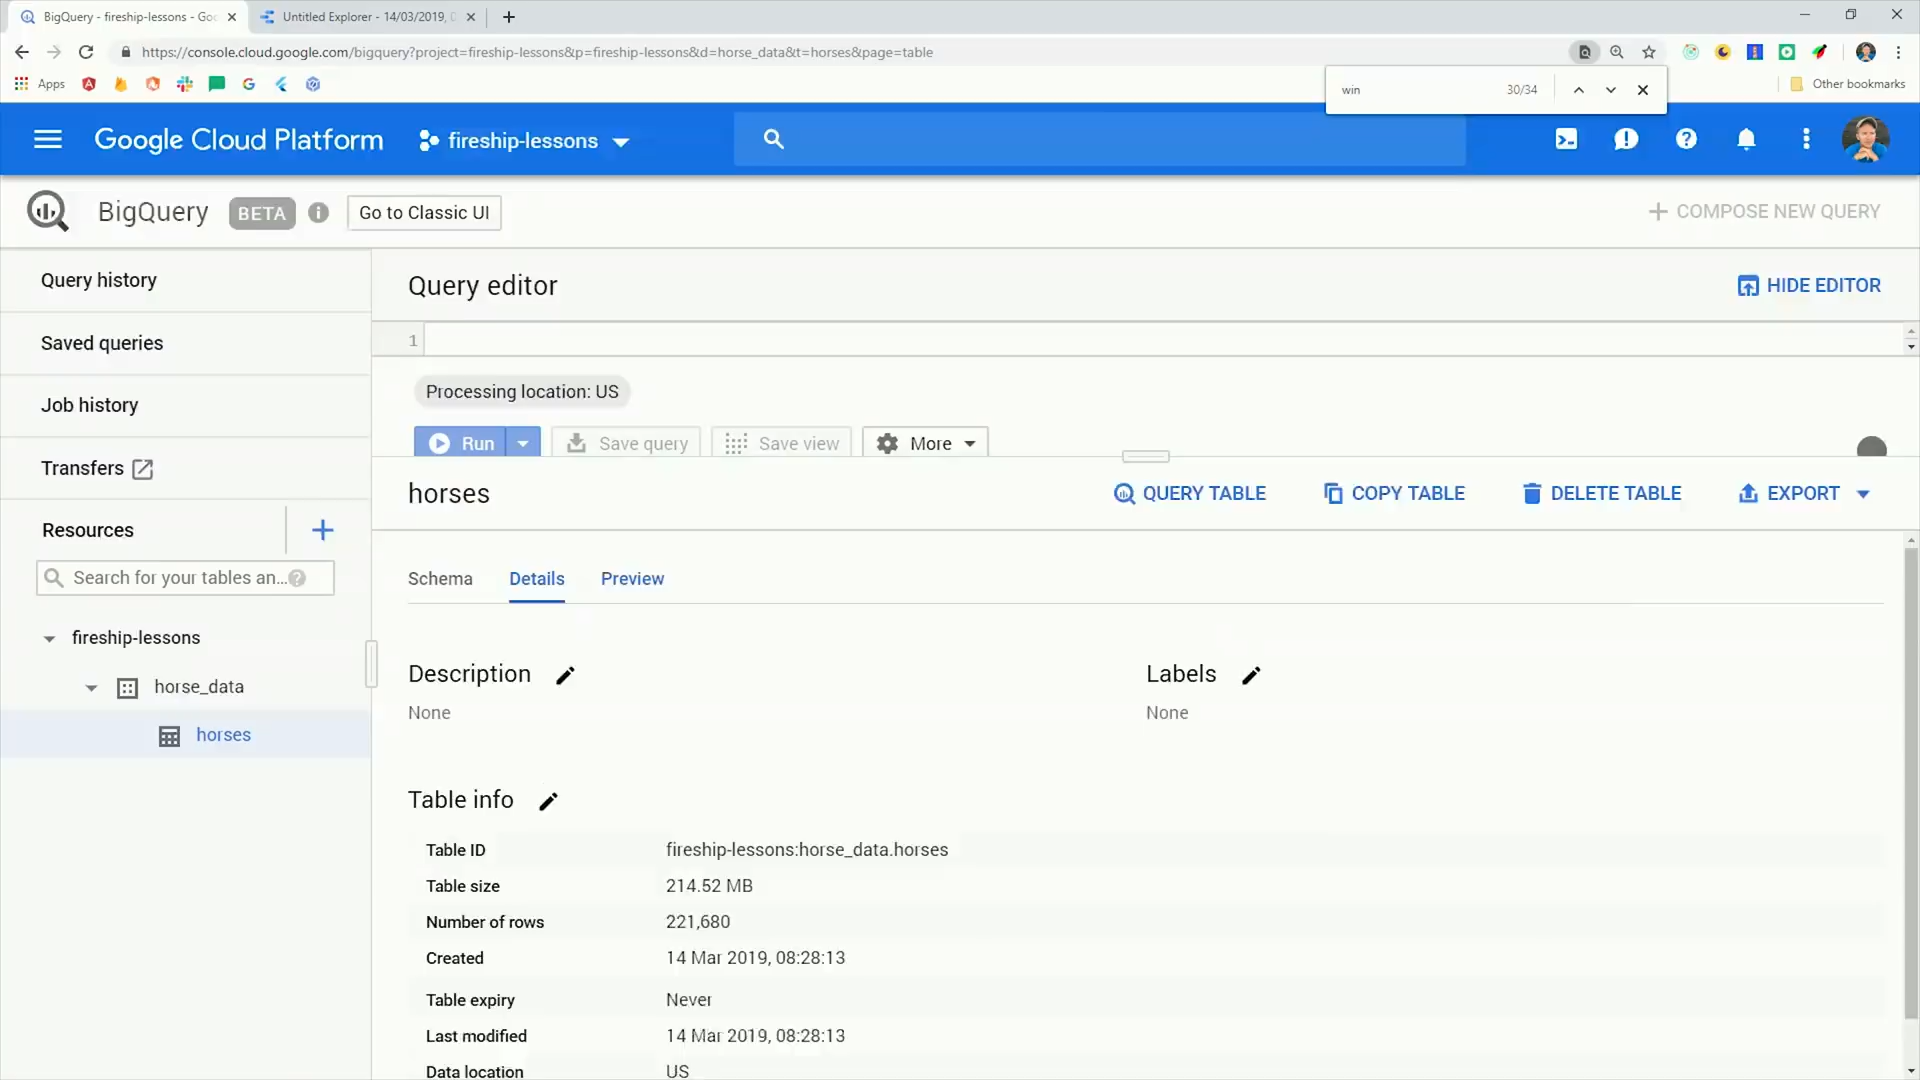 BigQuery - fireship-lessons - Goo
Untitled Explorer - 14/03/2019, 0
https://console.cloud.google.com/bigquery?project=fireship-lessons&p=fireship-lessons&d=horse_data&t=horses&page=table
Apps
Other bookmarks
win
30/34
Google Cloud Platform
fireship-lessons
BigQuery
BETA
Go to Classic UI
COMPOSE NEW QUERY
Query history
Saved queries
Job history
Transfers
Resources
Search for your tables an...
fireship-lessons
horse_data
horses
Query editor
HIDE EDITOR
1
Processing location: US
Run
Save query
Save view
More
horses
QUERY TABLE
COPY TABLE
DELETE TABLE
EXPORT
Schema
Details
Preview
Description
None
Labels
None
Table info
Table ID fireship-lessons:horse_data.horses
Table size 214.52 MB
Number of rows 221,680
Created 14 Mar 2019, 08:28:13
Table expiry Never
Last modified 14 Mar 2019, 08:28:13
Data location US